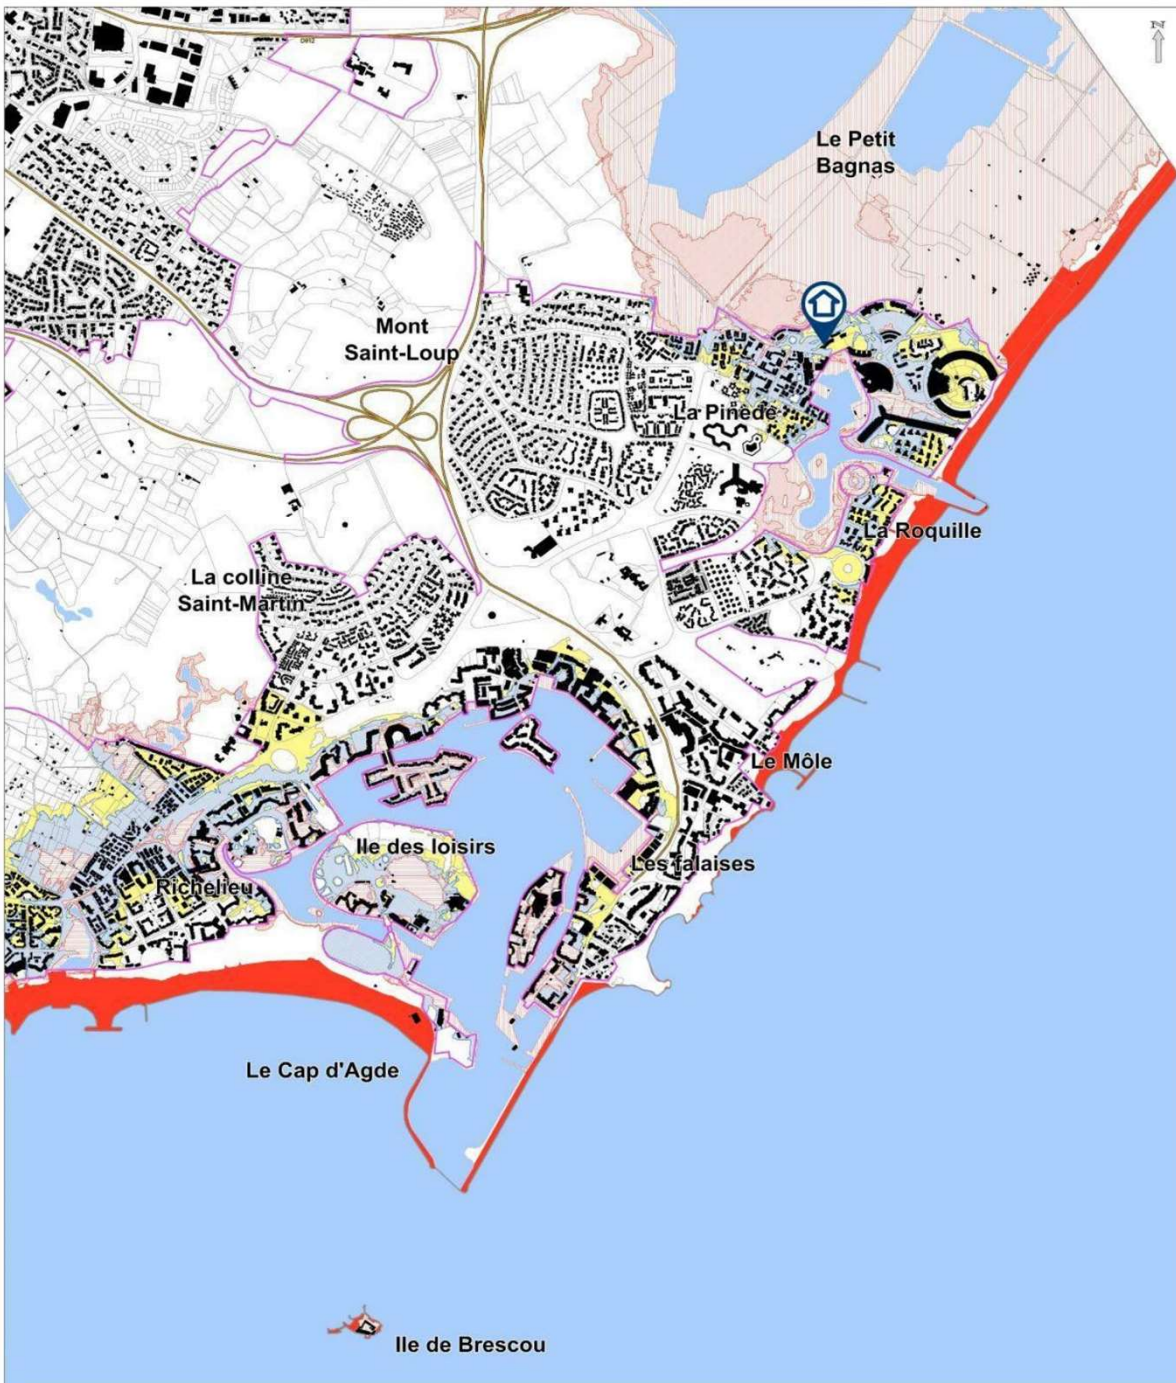 N
Le Petit
Bagnas
Mont
Saint-Loup
La Pinède
La Roquille
La colline
Saint-Martin
Le Môle
Ile des loisirs
Les falaises
Richelieu
Le Cap d'Agde
Ile de Brescou